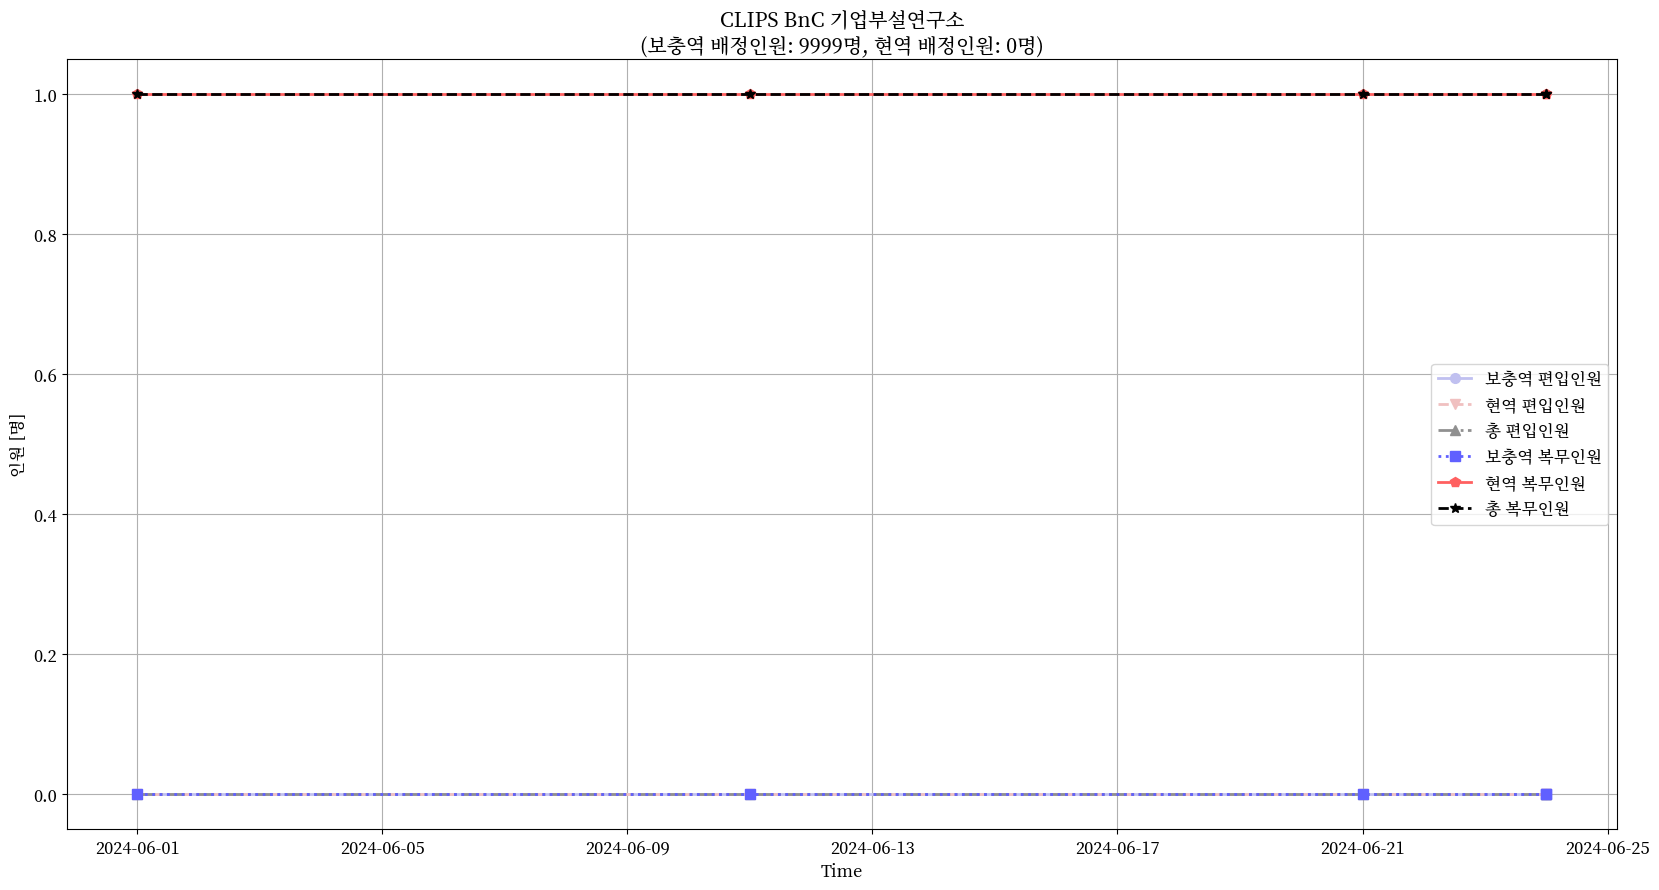 CLIPS BnC 기업부설연구소
(보충역 배정인원: 9999명, 현역 배정인원: 0명)
인원 [명]
1.0
0.8
0.6
0.4
0.2
0.0
보충역 편입인원
현역 편입인원
총 편입인원
보충역 복무인원
현역 복무인원
총 복무인원
2024-06-01 2024-06-05 2024-06-09 2024-06-13 2024-06-17 2024-06-21 2024-06-25
Time